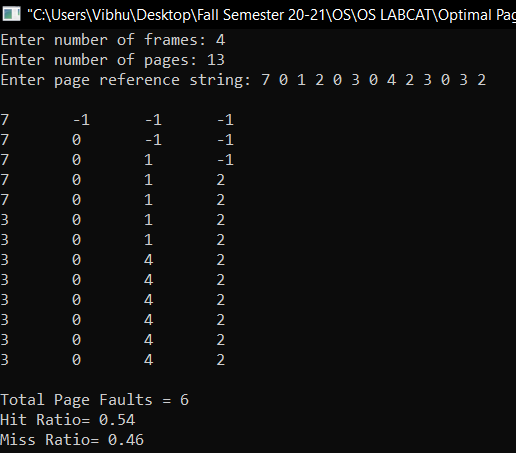 "C:\Users\Vibhu\Desktop\Fall Semester 20-21\OS\OS LABCAT\Optimal Pag
Enter number of frames: 4
Enter number of pages: 13
Enter page reference string: 7 0 1 2 0 3 0 4 2 3 0 3 2
7 -1 -1 -1
7 0 -1 -1
7 0 1 -1
7 0 1 2
7 0 1 2
3 0 1 2
3 0 1 2
3 0 4 2
3 0 4 2
3 0 4 2
3 0 4 2
3 0 4 2
3 0 4 2
Total Page Faults = 6
Hit Ratio= 0.54
Miss Ratio= 0.46